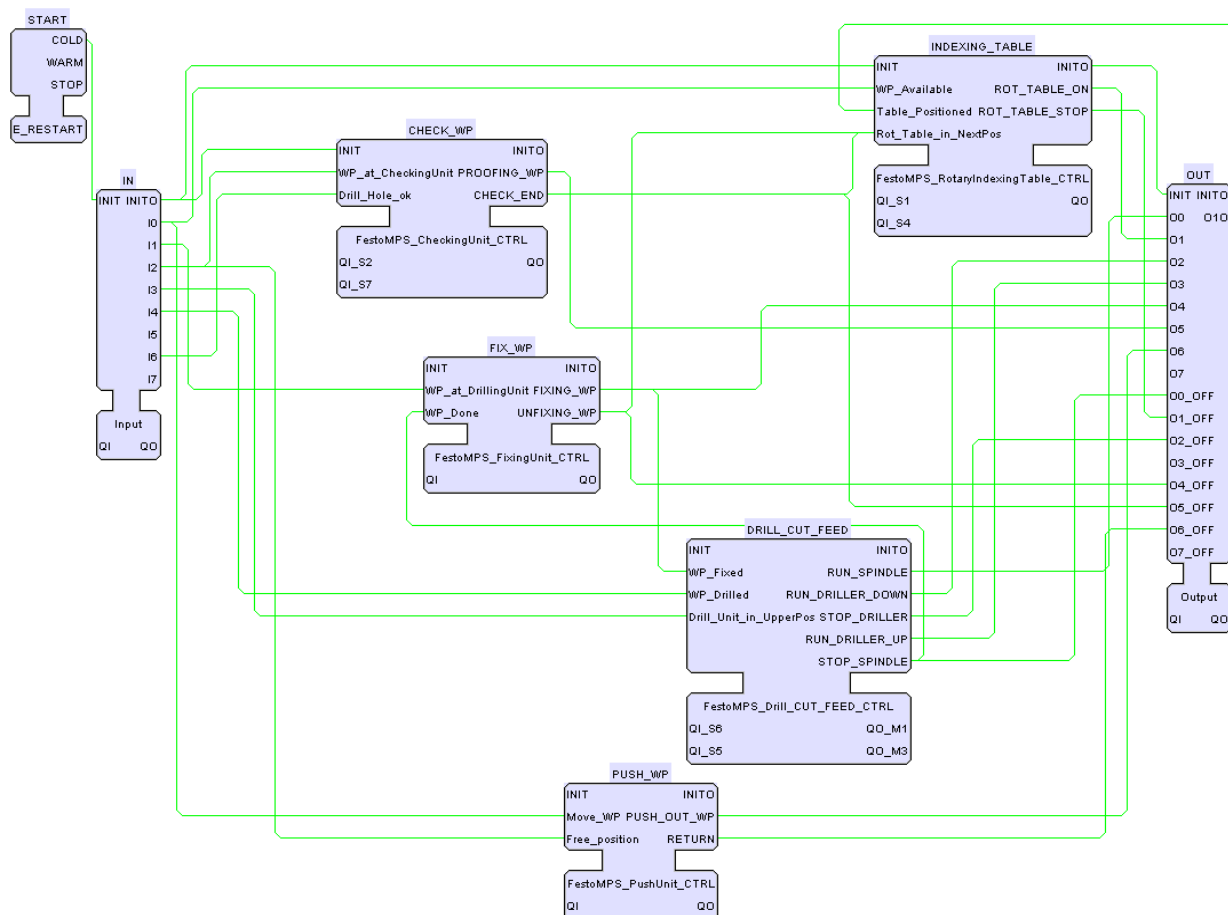 START
COLD
WARM
STOP
E_RESTART
IN
INIT INITO
I0
I1
I2
I3
I4
I5
I6
I7
Input
QI QO
CHECK_WP
INIT INITO
WP_at_CheckingUnit PROOFING_WP
Drill_Hole_ok CHECK_END
FestoMPS_CheckingUnit_CTRL
QI_S2 QO
QI_S7
FIX_WP
INIT INITO
WP_at_DrillingUnit FIXING_WP
WP_Done UNFIXING_WP
FestoMPS_FixingUnit_CTRL
QI QO
DRILL_CUT_FEED
INIT INITO
WP_Fixed RUN_SPINDLE
WP_Drilled RUN_DRILLER_DOWN
Drill_Unit_in_UpperPos STOP_DRILLER
RUN_DRILLER_UP
STOP_SPINDLE
FestoMPS_Drill_CUT_FEED_CTRL
QI_S6 QO_M1
QI_S5 QO_M3
PUSH_WP
INIT INITO
Move_WP PUSH_OUT_WP
Free_position RETURN
FestoMPS_PushUnit_CTRL
QI QO
INDEXING_TABLE
INIT INITO
WP_Available ROT_TABLE_ON
Table_Positioned ROT_TABLE_STOP
Rot_Table_in_NextPos
FestoMPS_RotaryIndexingTable_CTRL
QI_S1 QO
QI_S4
OUT
INIT INITO
O0 O1O
O1
O2
O3
O4
O5
O6
O7
O0_OFF
O1_OFF
O2_OFF
O3_OFF
O4_OFF
O5_OFF
O6_OFF
O7_OFF
Output
QI QO